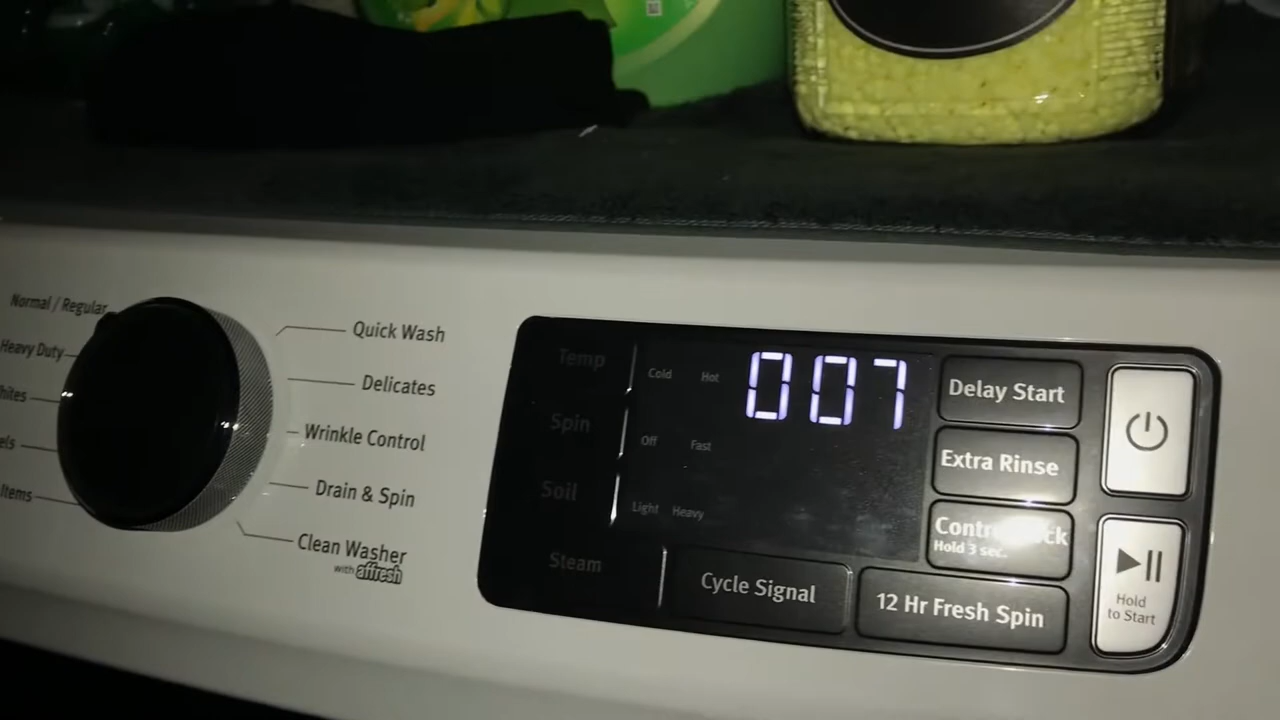 Normal / Regular
Heavy Duty
hites
els
Items
Quick Wash
Delicates
Wrinkle Control
Drain & Spin
Clean Washer
with affresh
Temp
Cold Hot
007
Spin
Off Fast
Soil
Light Heavy
Steam
Cycle Signal
Delay Start
Extra Rinse
Hold 3 sec.
12 Hr Fresh Spin
Hold
to Start